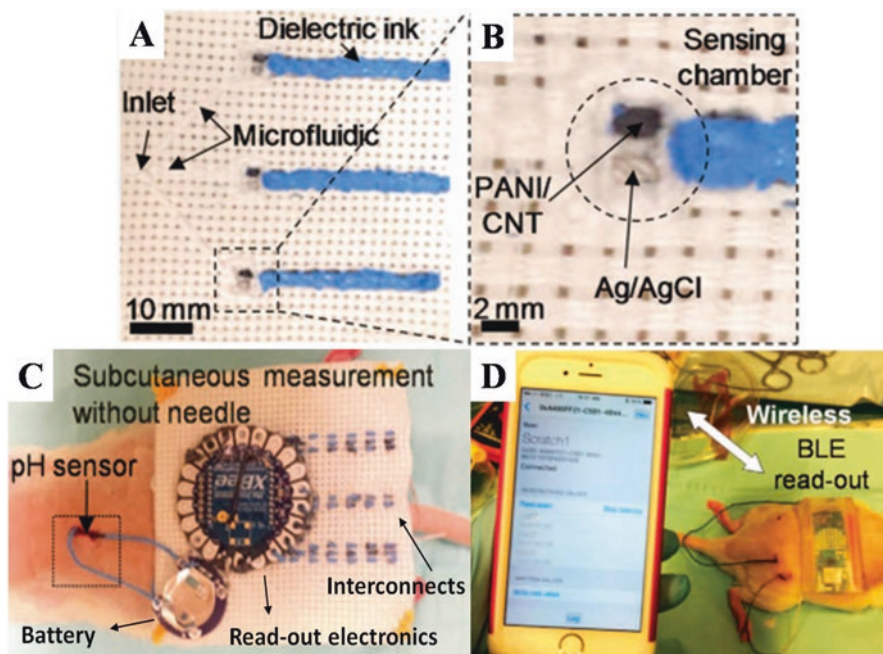 A
Dielectric ink
Inlet
Microfluidic
10 mm
B
Sensing
chamber
PANI/
CNT
Ag/AgCl
2 mm
C
Subcutaneous measurement
without needle
pH sensor
XBee
Interconnects
Battery
Read-out electronics
D
Wireless
BLE
read-out
Scratch1
Connected
Log